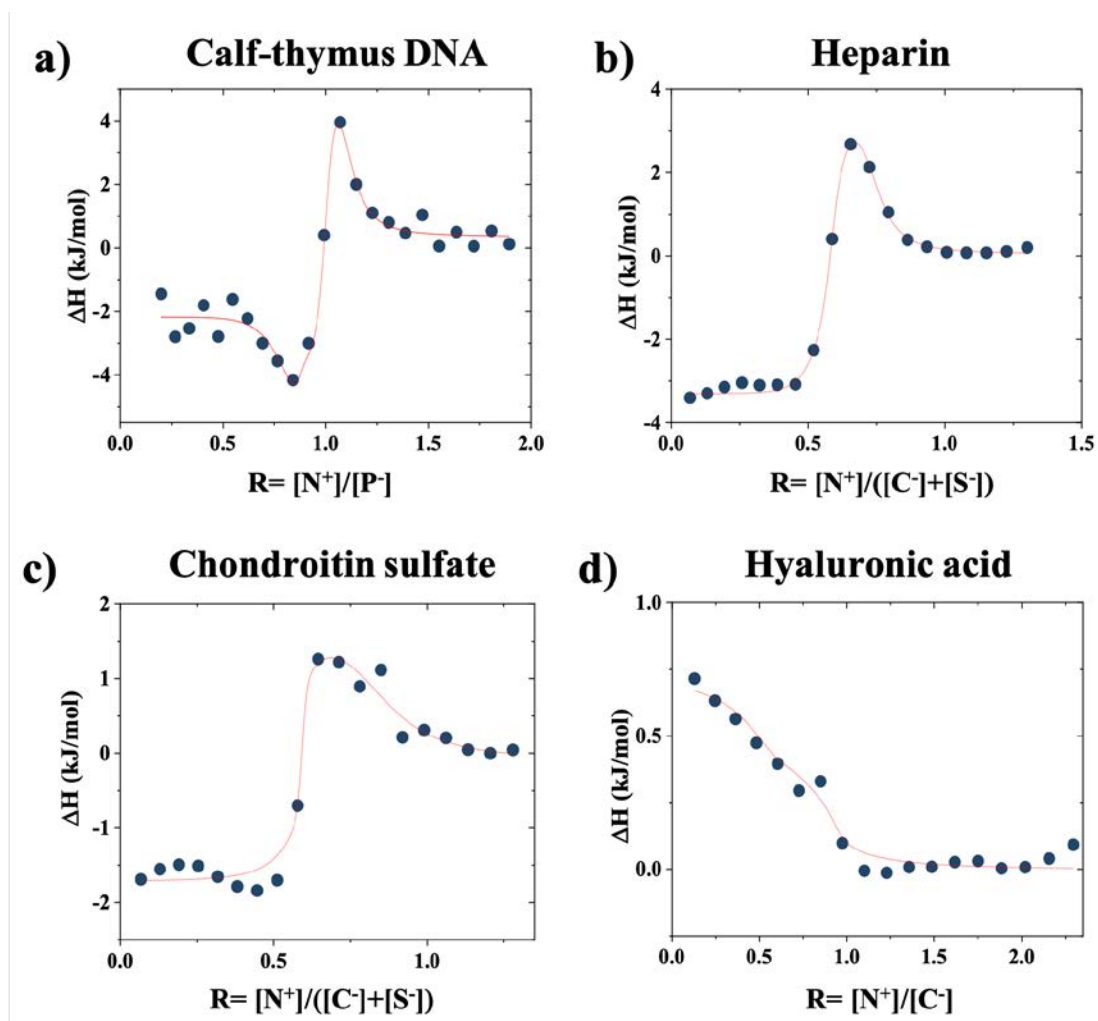 a) Calf-thymus DNA
4
2
0
-2
-4
ΔH (kJ/mol)
0.0 0.5 1.0 1.5 2.0
R= [N⁺]/[P⁻]
b) Heparin
4
2
0
-2
-4
ΔH (kJ/mol)
0.0 0.5 1.0 1.5
R= [N⁺]/([C⁻]+[S⁻])
c) Chondroitin sulfate
2
1
0
-1
-2
ΔH (kJ/mol)
0.0 0.5 1.0
R= [N⁺]/([C⁻]+[S⁻])
d) Hyaluronic acid
1.0
0.5
0.0
ΔH (kJ/mol)
0.0 0.5 1.0 1.5 2.0
R= [N⁺]/[C⁻]